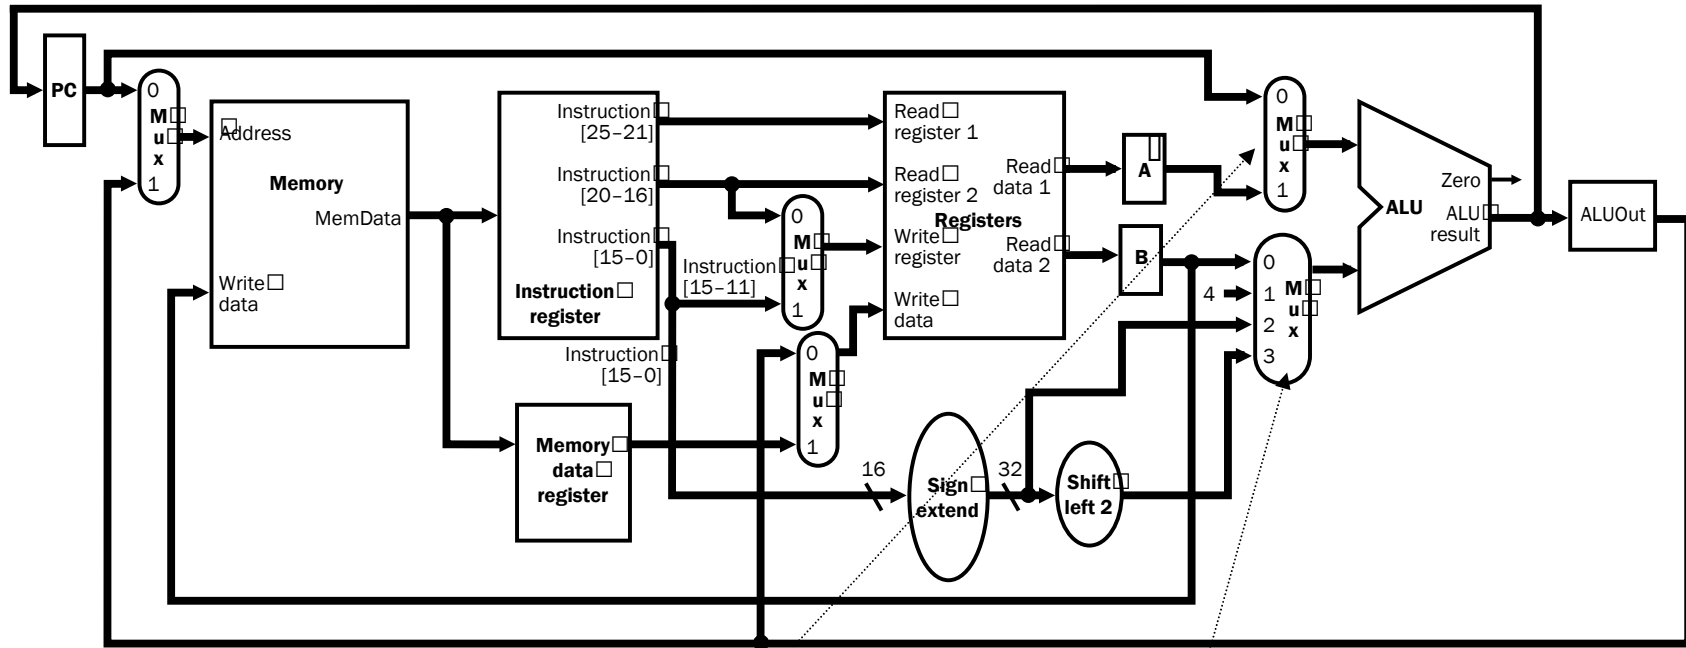 PC
0
M
u
x
1
Address
Memory
MemData
Write
data
Instruction
[25–21]
Instruction
[20–16]
Instruction
[15–0]
Instruction
register
Instruction
[15–11]
Instruction
[15–0]
Memory
data
register
0
M
u
x
1
0
M
u
x
1
Read
register 1
Read
register 2
Registers
Write
register
Write
data
Read
data 1
Read
data 2
16
Sign
extend
32
Shift
left 2
A
B
4
0
M
u
x
1
0
1
2
3
M
u
x
ALU
Zero
ALU
result
ALUOut